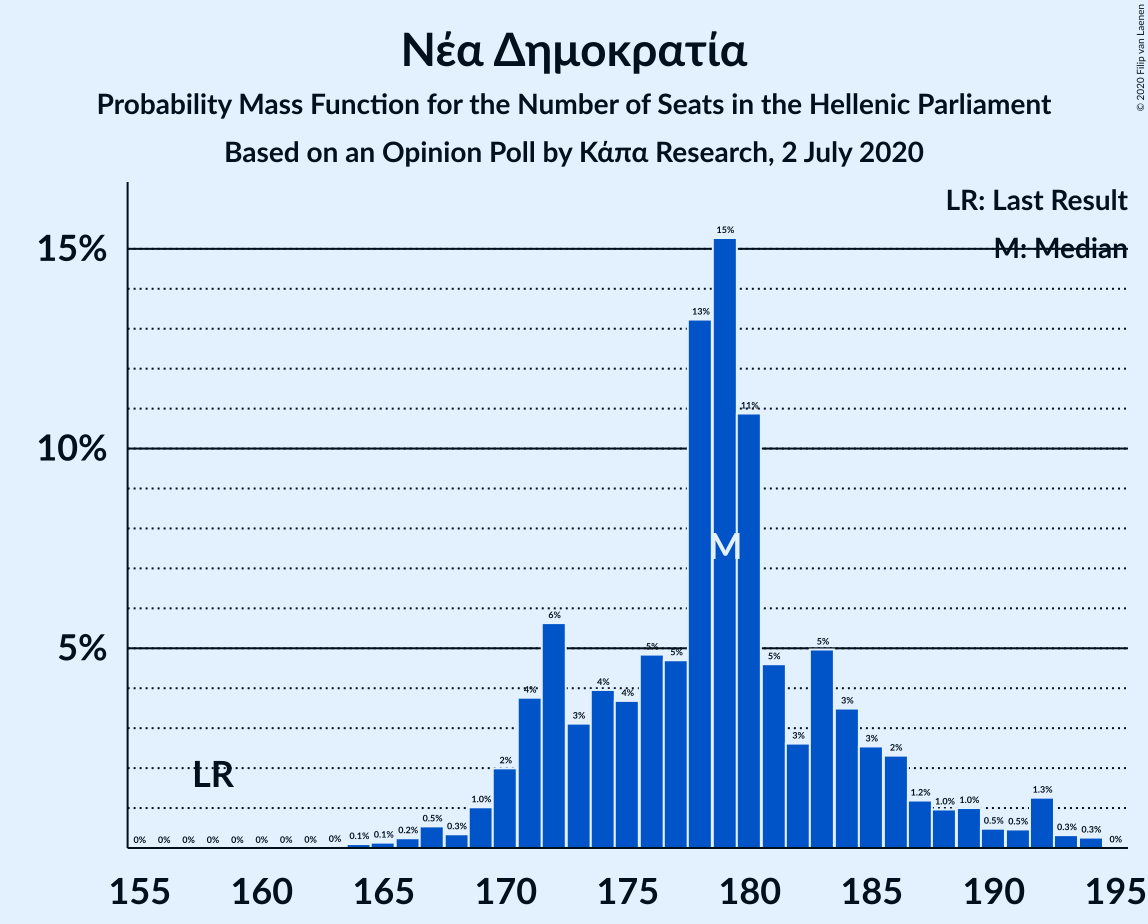 Νέα Δημοκρατία
Probability Mass Function for the Number of Seats in the Hellenic Parliament
Based on an Opinion Poll by Κάπα Research, 2 July 2020
© 2020 Filip van Laenen
LR: Last Result
M: Median
15%
10%
5%
0% 0% 0% 0% 0% 0% 0% 0% 0% 0.1% 0.1% 0.2% 0.5% 0.3% 1.0% 2% 4% 6% 3% 4% 4% 5% 5% 13% 15% 11% 5% 3% 5% 3% 3% 2% 1.2% 1.0% 1.0% 0.5% 0.5% 1.3% 0.3% 0.3% 0%
M
LR
155 160 165 170 175 180 185 190 195